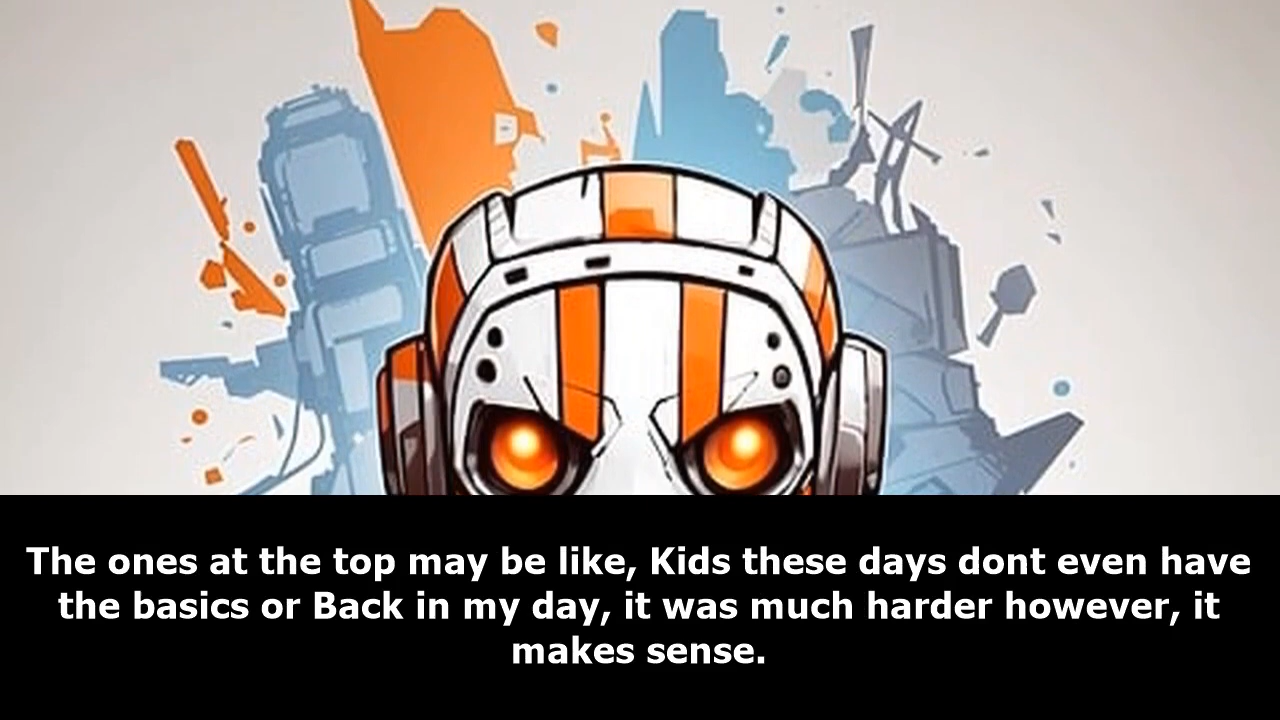 The ones at the top may be like, Kids these days dont even have
the basics or Back in my day, it was much harder however, it
makes sense.